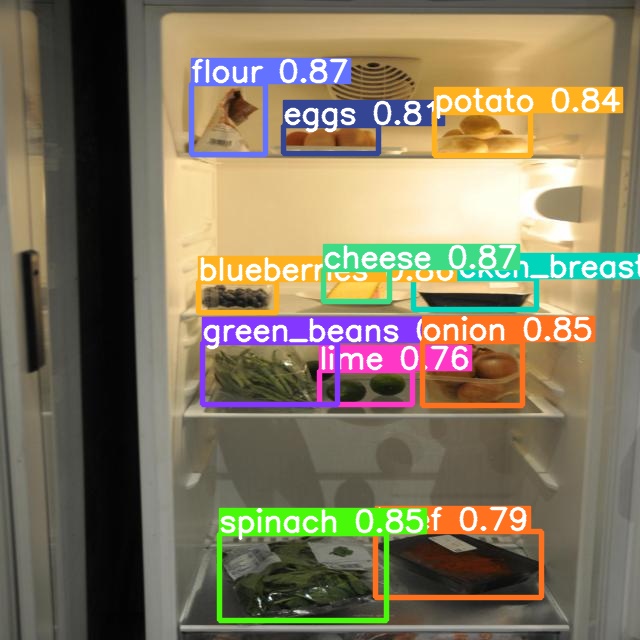 flour 0.87
eggs 0.81
potato 0.84
cheese 0.87
green_beans
onion 0.85
lime 0.76
spinach 0.85
0.79